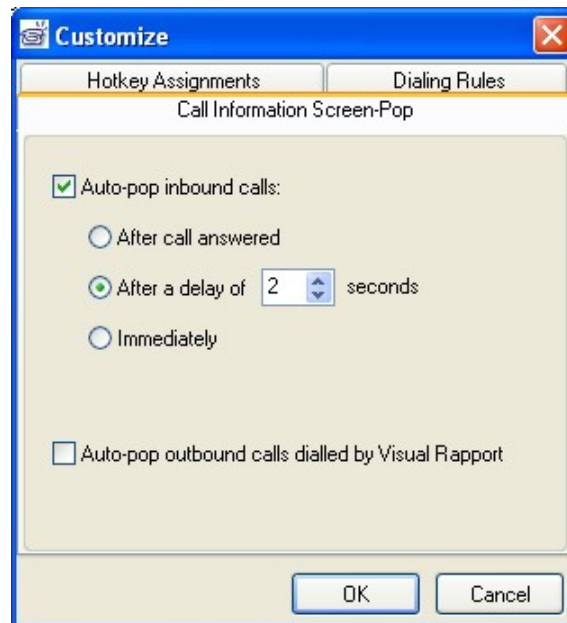 Customize
Hotkey Assignments Dialing Rules
Call Information Screen-Pop
Auto-pop inbound calls:
After call answered
After a delay of 2 seconds
Immediately
Auto-pop outbound calls dialled by Visual Rapport
OK Cancel